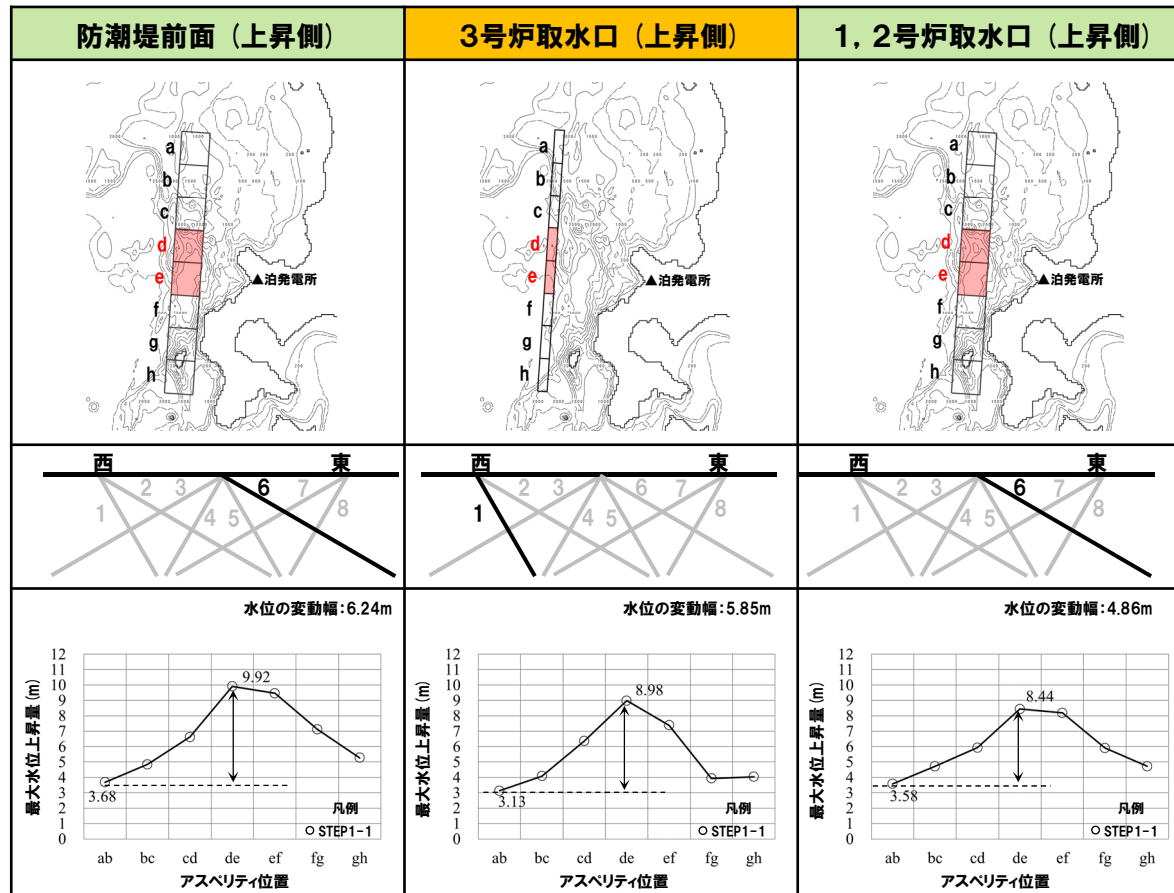 防潮堤前面（上昇側）
3号炉取水口（上昇側）
1，2号炉取水口（上昇側）
a
b
c
d
e
f
g
h
▲泊発電所
a
b
c
d
e
f
g
h
▲泊発電所
a
b
c
d
e
f
g
h
▲泊発電所
西 東
1 2 3 4 5 6 7 8
西 東
1 2 3 4 5 6 7 8
西 東
1 2 3 4 5 6 7 8
水位の変動幅：6.24m
最大水位上昇量（m）
12
11
10
9
8
7
6
5
4
3
2
1
0
9.92
3.68
凡例
○ STEP1-1
ab bc cd de ef fg gh
アスペリティ位置
水位の変動幅：5.85m
最大水位上昇量（m）
12
11
10
9
8
7
6
5
4
3
2
1
0
8.98
3.13
凡例
○ STEP1-1
ab bc cd de ef fg gh
アスペリティ位置
水位の変動幅：4.86m
最大水位上昇量（m）
12
11
10
9
8
7
6
5
4
3
2
1
0
8.44
3.58
凡例
○ STEP1-1
ab bc cd de ef fg gh
アスペリティ位置